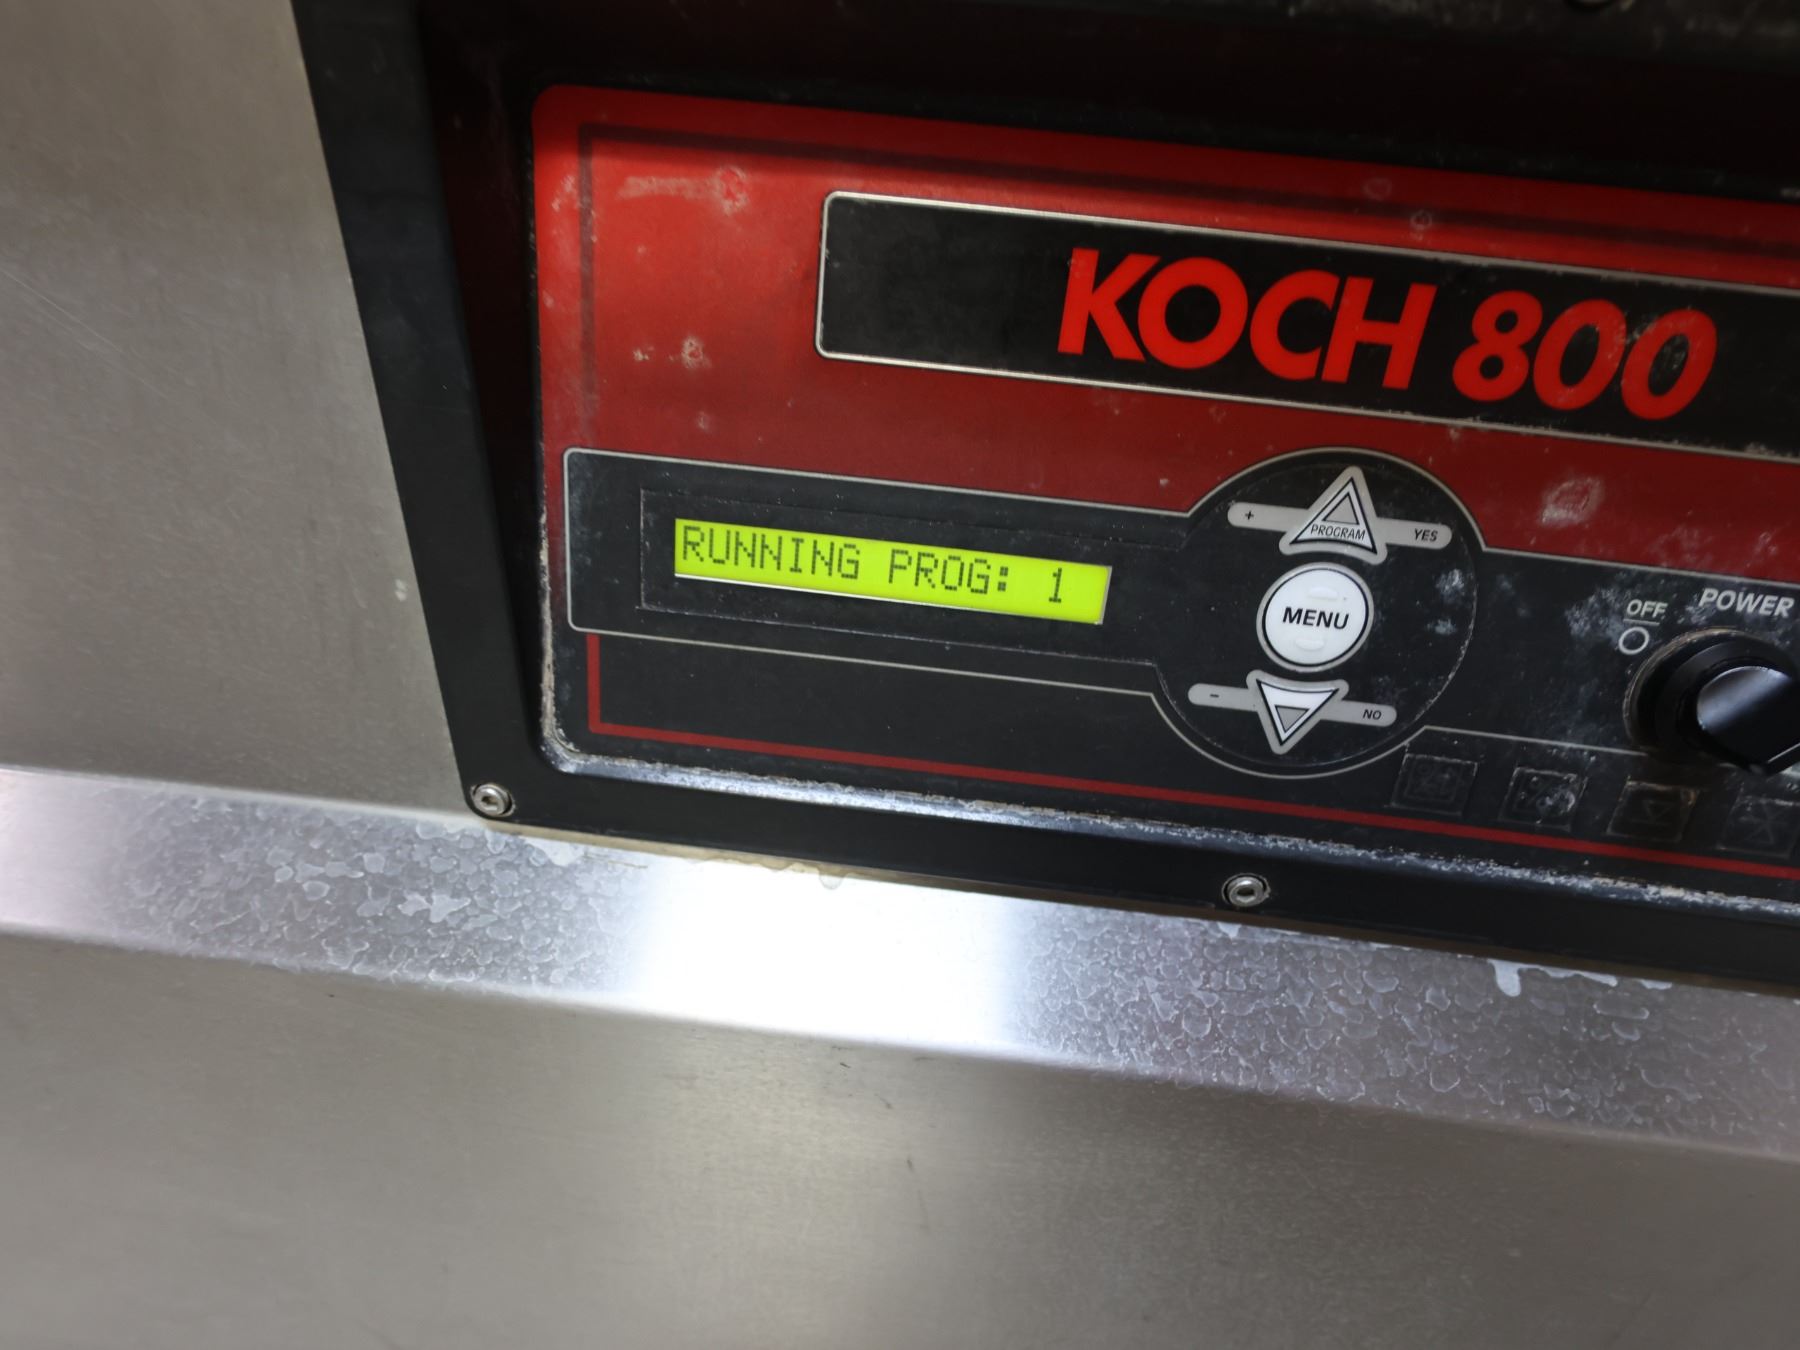 KOCH 800
RUNNING PROG: 1
+ PROGRAM YES
MENU
- NO
OFF POWER